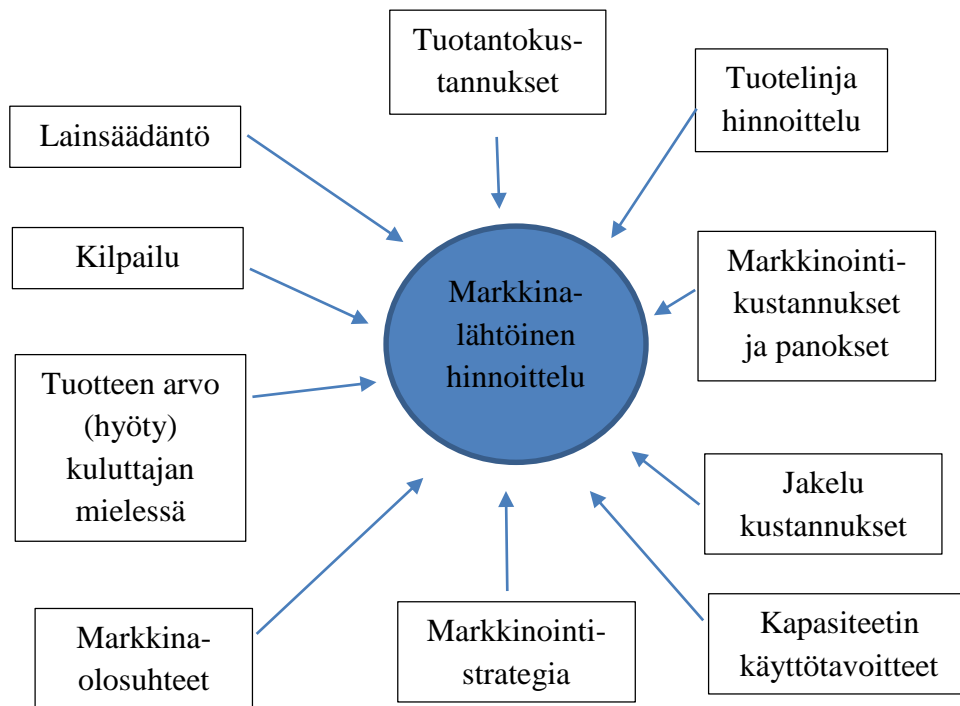 Tuotantokus-
tannukset
Tuotelinja
hinnoittelu
Lainsäädäntö
Kilpailu
Markkina-
lähtöinen
hinnoittelu
Markkinointi-
kustannukset
ja panokset
Tuotteen arvo
(hyöty)
kuluttajan
mielessä
Jakelu
kustannukset
Markkina-
olosuhteet
Markkinointi-
strategia
Kapasiteetin
käyttötavoitteet